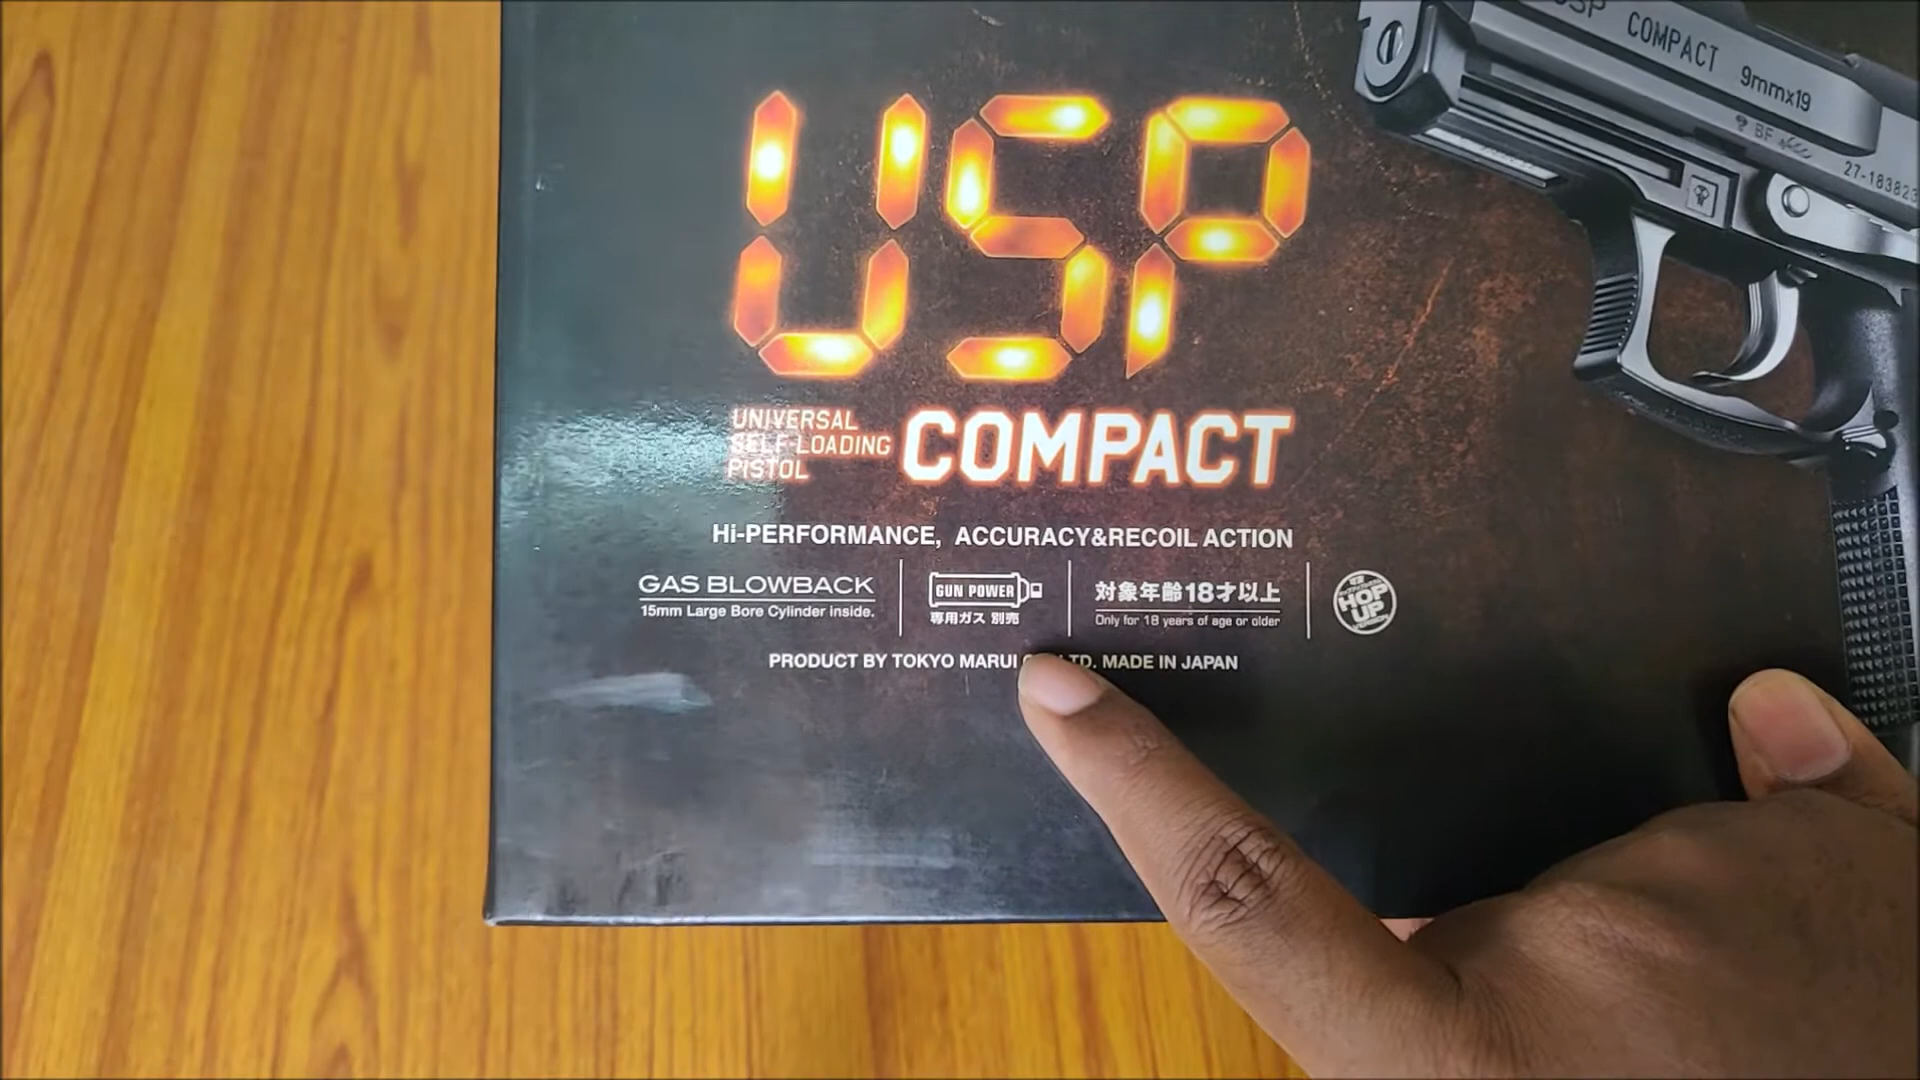 USP
UNIVERSAL
SELF-LOADING
PISTOL
COMPACT
Hi-PERFORMANCE, ACCURACY&RECOIL ACTION
GAS BLOWBACK
15mm Large Bore Cylinder inside.
GUN POWER
専用ガス 別売
対象年齢18才以上
Only for 18 years of age or older
HOP
UP
VERSION
PRODUCT BY TOKYO MARUI LTD. MADE IN JAPAN
USP COMPACT 9mmx19
BF
27-183823